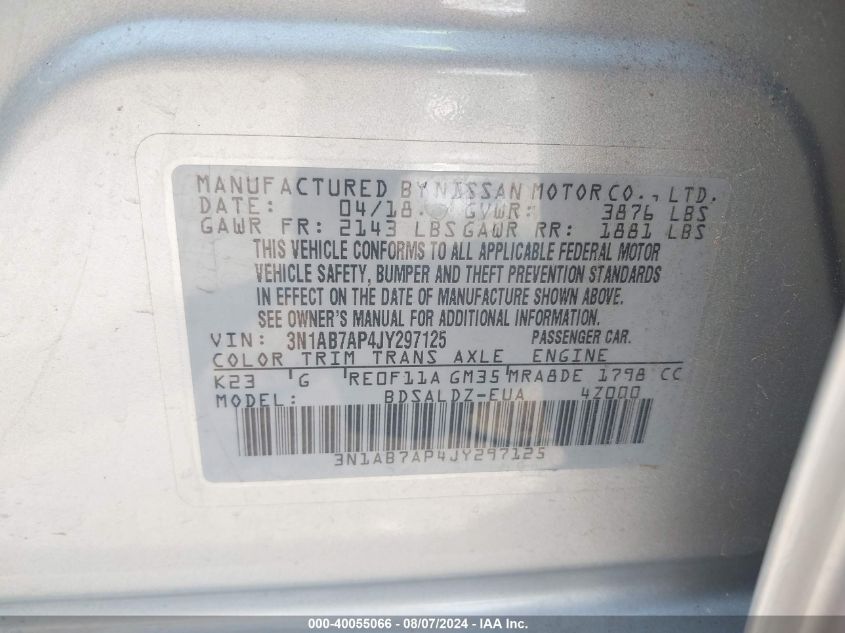 MANUFACTURED BY NISSAN MOTOR CO., LTD.
DATE: 04/18 GVWR: 3876 LBS
GAWR FR: 2143 LBS GAWR RR: 1881 LBS
THIS VEHICLE CONFORMS TO ALL APPLICABLE FEDERAL MOTOR
VEHICLE SAFETY, BUMPER AND THEFT PREVENTION STANDARDS
IN EFFECT ON THE DATE OF MANUFACTURE SHOWN ABOVE.
SEE OWNER'S MANUAL FOR ADDITIONAL INFORMATION.
VIN: 3N1AB7AP4JY297125 PASSENGER CAR.
COLOR TRIM TRANS AXLE ENGINE
K23 G RE0F11A GM35 MRA8DE 1798 CC
MODEL: BDSALDZ-EUA 4Z000
3N1AB7AP4JY297125
000-40055066 - 08/07/2024 - IAAI Inc.